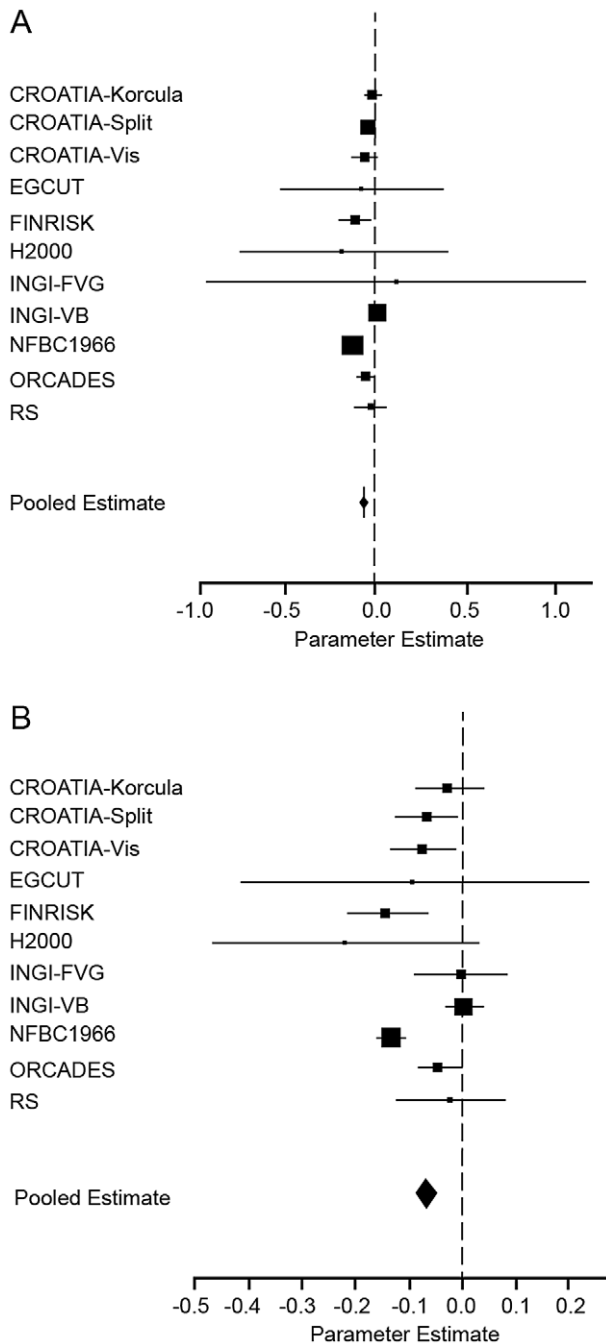 A
CROATIA-Korcula
CROATIA-Split
CROATIA-Vis
EGCUT
FINRISK
H2000
INGI-FVG
INGI-VB
NFBC1966
ORCADES
RS
Pooled Estimate
-1.0 -0.5 0.0 0.5 1.0
Parameter Estimate
B
CROATIA-Korcula
CROATIA-Split
CROATIA-Vis
EGCUT
FINRISK
H2000
INGI-FVG
INGI-VB
NFBC1966
ORCADES
RS
Pooled Estimate
-0.5 -0.4 -0.3 -0.2 -0.1 0.0 0.1 0.2
Parameter Estimate